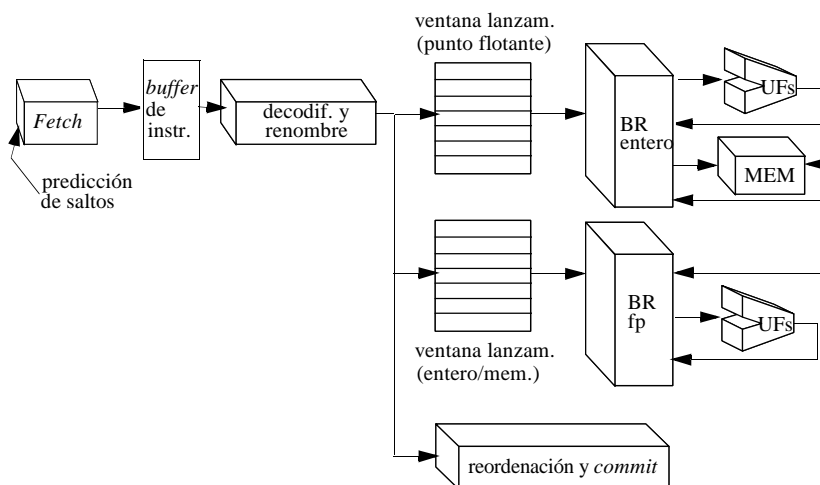 ventana lanzam.
(punto flotante)
Fetch
buffer
de
instr.
decodif. y
renombre
BR
entero
UFs
MEM
predicción
de saltos
BR
fp
UFs
ventana lanzam.
(entero/mem.)
reordenación y commit